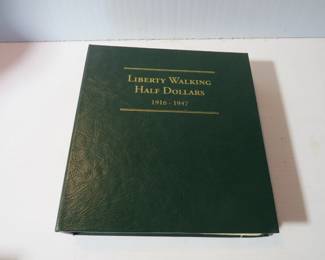 Liberty Walking
Half Dollars
1916 - 1947